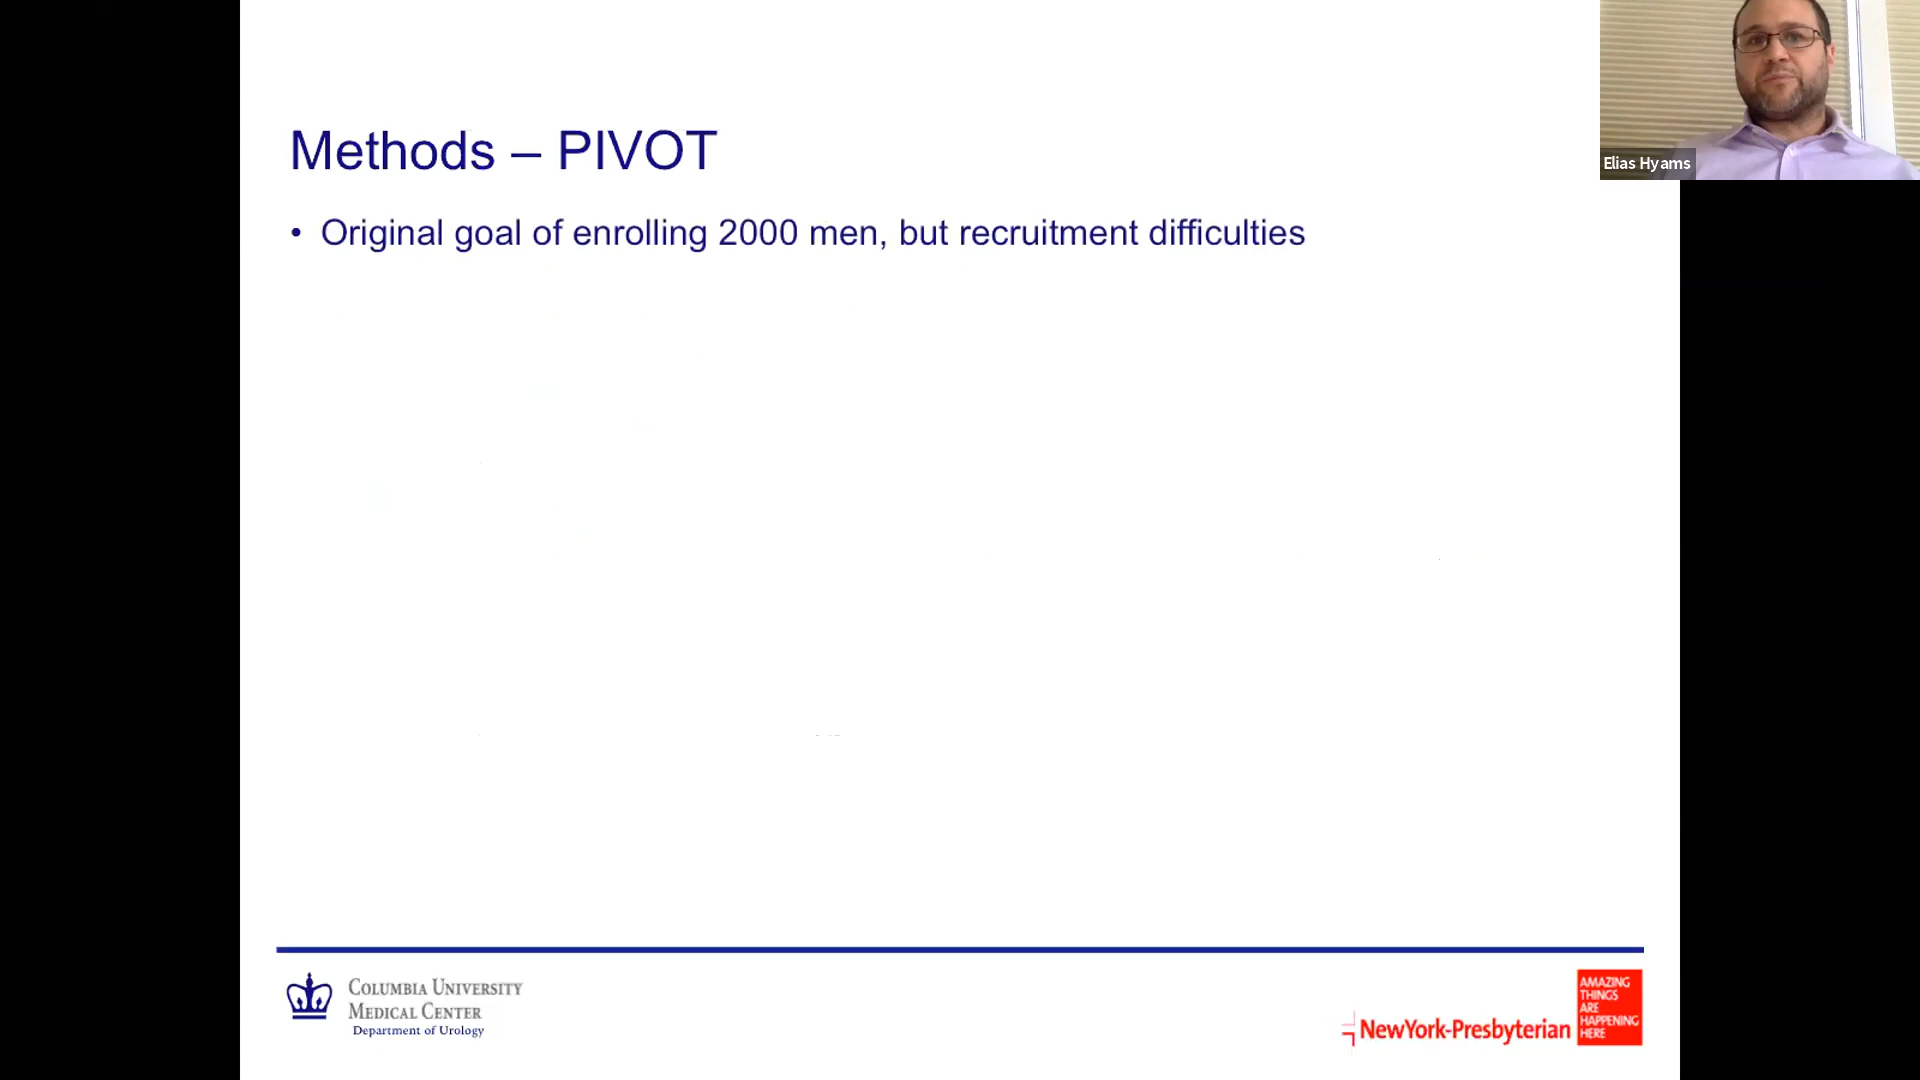 Elias Hyams
Methods – PIVOT
• Original goal of enrolling 2000 men, but recruitment difficulties
COLUMBIA UNIVERSITY
MEDICAL CENTER
Department of Urology
NewYork-Presbyterian
AMAZING
THINGS
ARE
HAPPENING
HERE